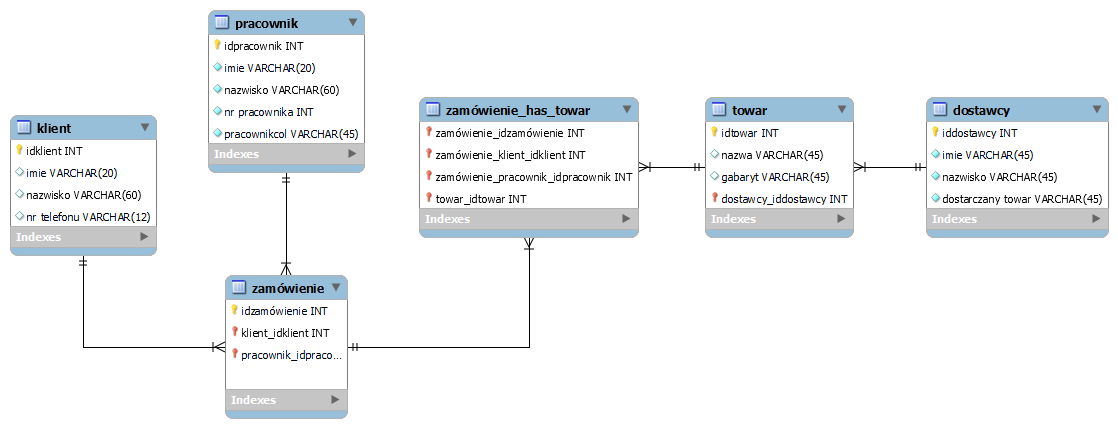 klient
idklient INT
imie VARCHAR(20)
nazwisko VARCHAR(60)
nr telefonu VARCHAR(12)
Indexes
pracownik
idpracownik INT
imie VARCHAR(20)
nazwisko VARCHAR(60)
nr pracownika INT
pracownikcol VARCHAR(45)
Indexes
zamówienie
idzamówienie INT
klient_idklient INT
pracownik_idpraco...
Indexes
zamówienie_has_towar
zamówienie_idzamówienie INT
zamówienie_klient_idklient INT
zamówienie_pracownik_idpracownik INT
towar_idtowar INT
Indexes
towar
idtowar INT
nazwa VARCHAR(45)
gabaryt VARCHAR(45)
dostawcy_iddostawcy INT
Indexes
dostawcy
iddostawcy INT
imie VARCHAR(45)
nazwisko VARCHAR(45)
dostarczany towar VARCHAR(45)
Indexes